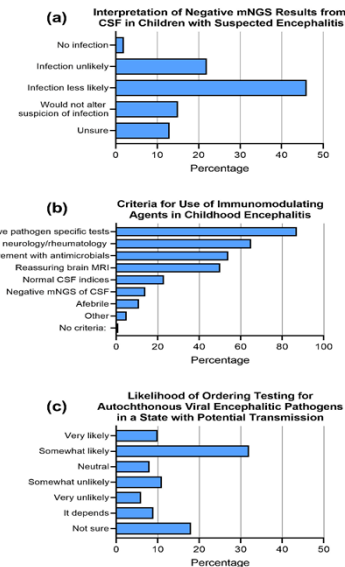 (a)
Interpretation of Negative mNGS Results from
CSF in Children with Suspected Encephalitis
No infection
Infection unlikely
Infection less likely
Would not alter
suspicion of infection
Unsure
0 10 20 30 40 50
Percentage
(b)
Criteria for Use of Immunomodulating
Agents in Childhood Encephalitis
pathogen specific tests
neurology/rheumatology
with antimicrobials
Reassuring brain MRI
Normal CSF indices
Negative mNGS of CSF
Afebrile
Other
No criteria:
0 20 40 60 80 100
Percentage
(c)
Likelihood of Ordering Testing for
Autochthonous Viral Encephalitic Pathogens
in a State with Potential Transmission
Very likely
Somewhat likely
Neutral
Somewhat unlikely
Very unlikely
It depends
Not sure
0 10 20 30 40 50
Percentage